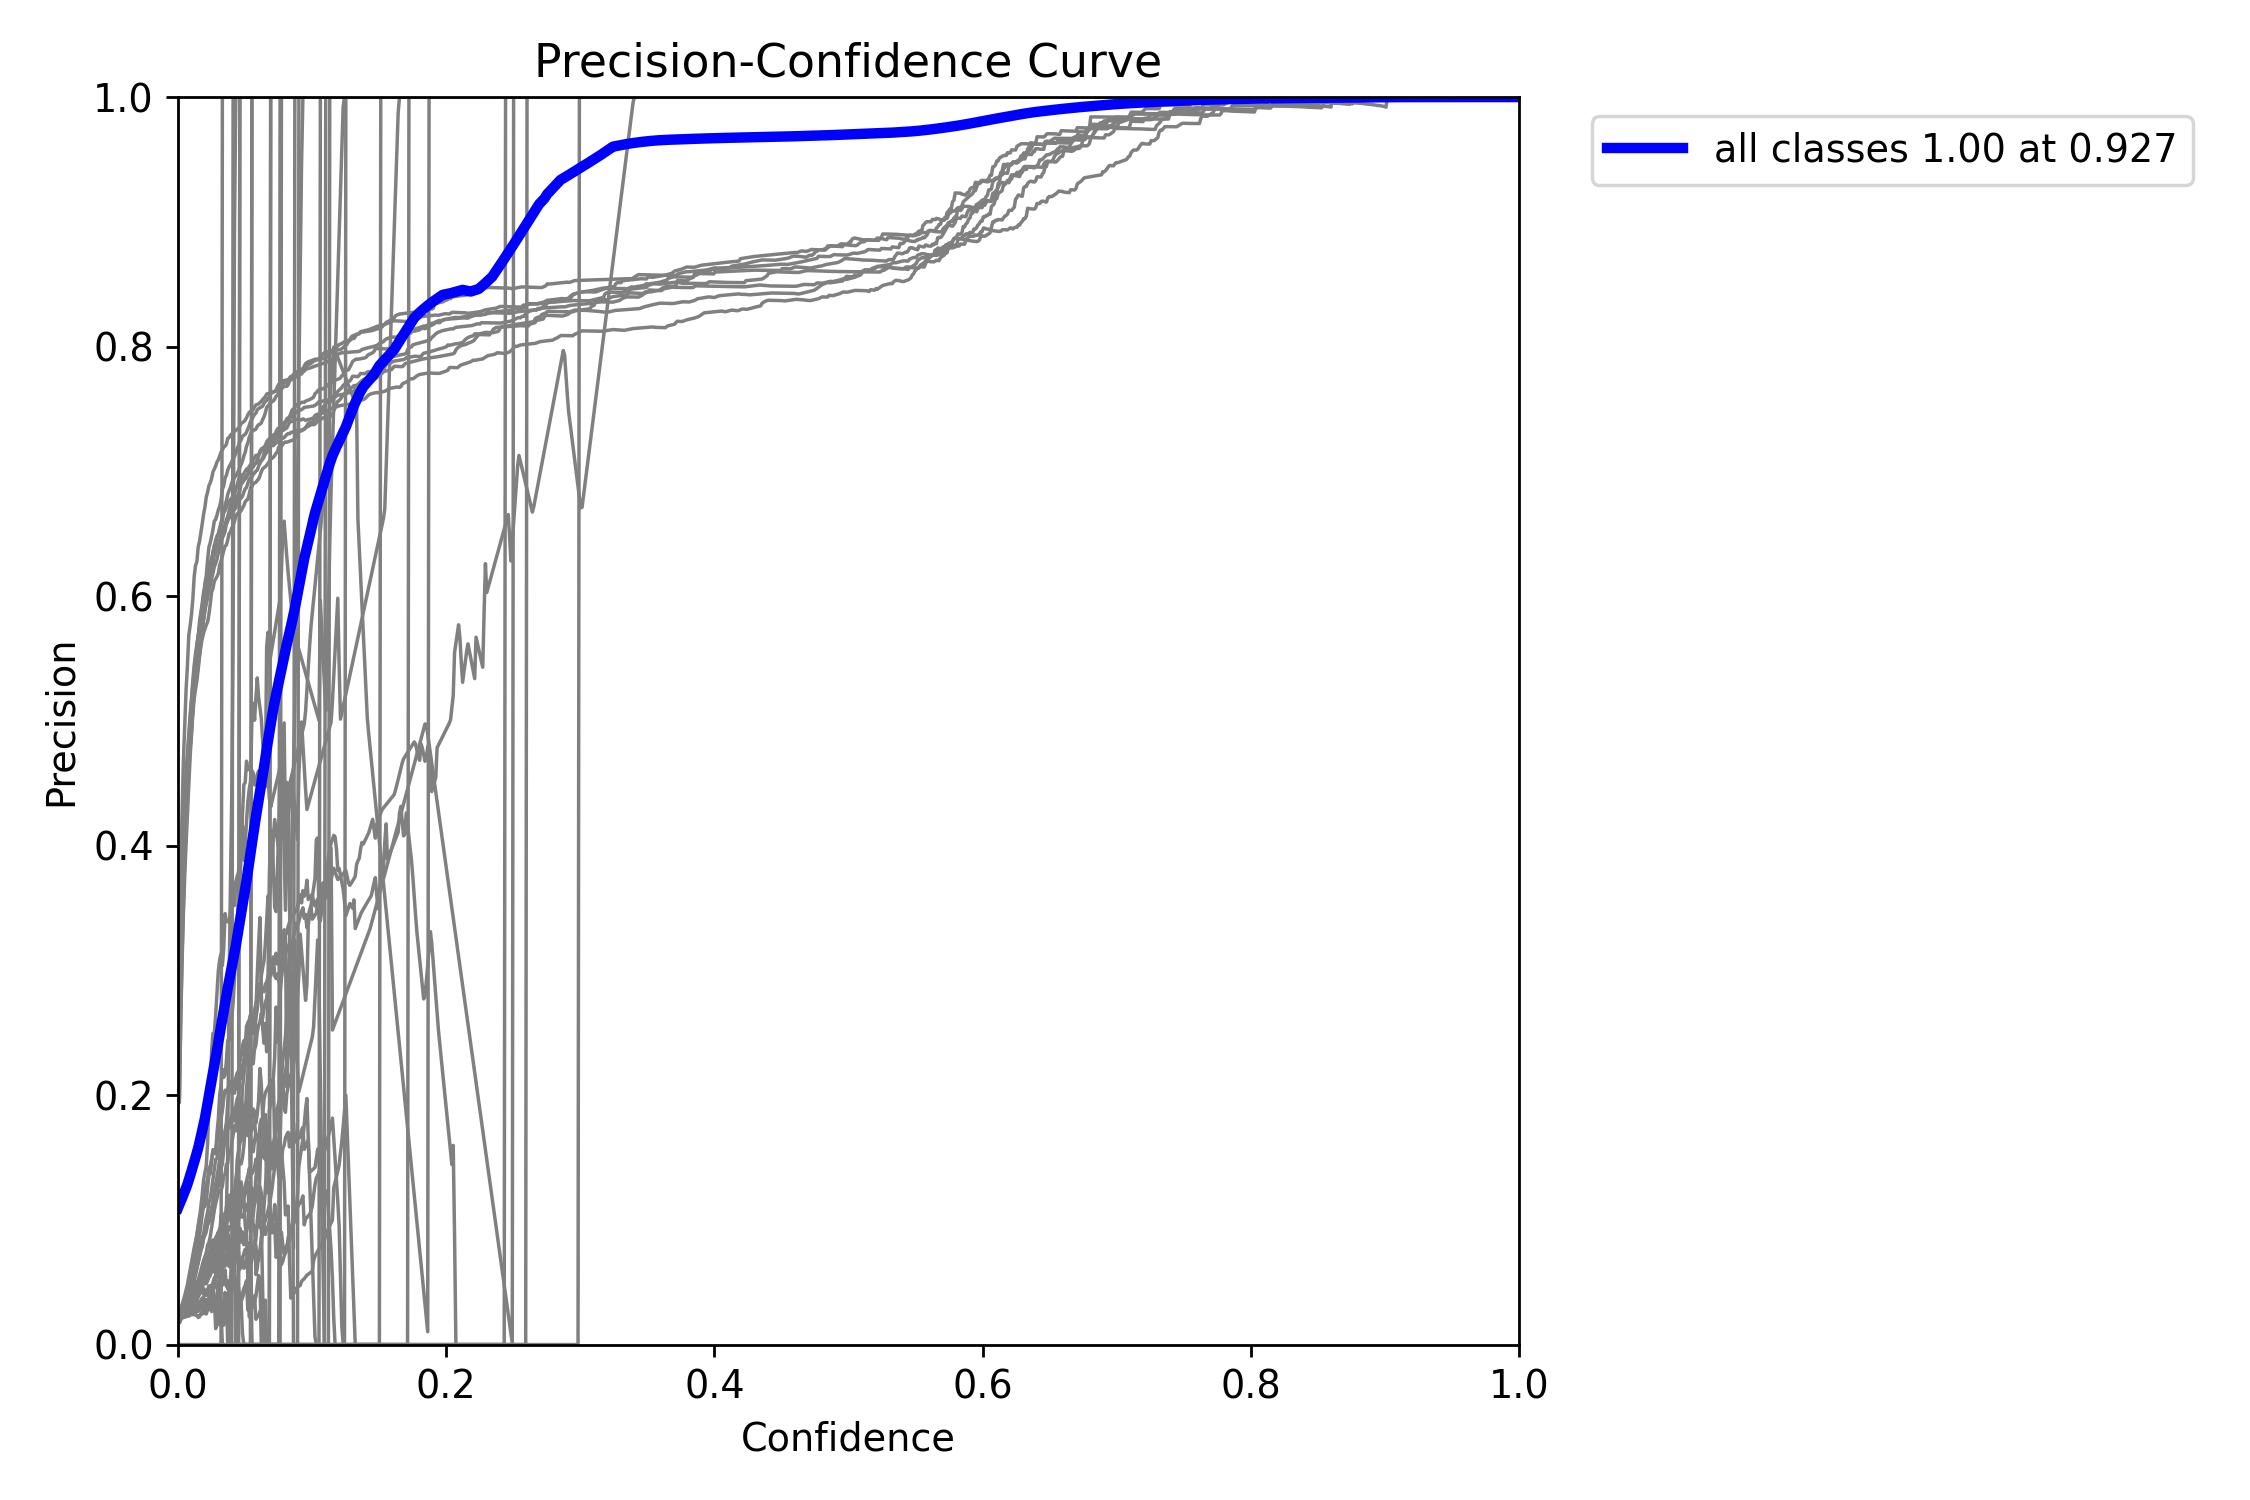 Precision-Confidence Curve
all classes 1.00 at 0.927
Precision
1.0
0.8
0.6
0.4
0.2
0.0
0.0 0.2 0.4 0.6 0.8 1.0
Confidence